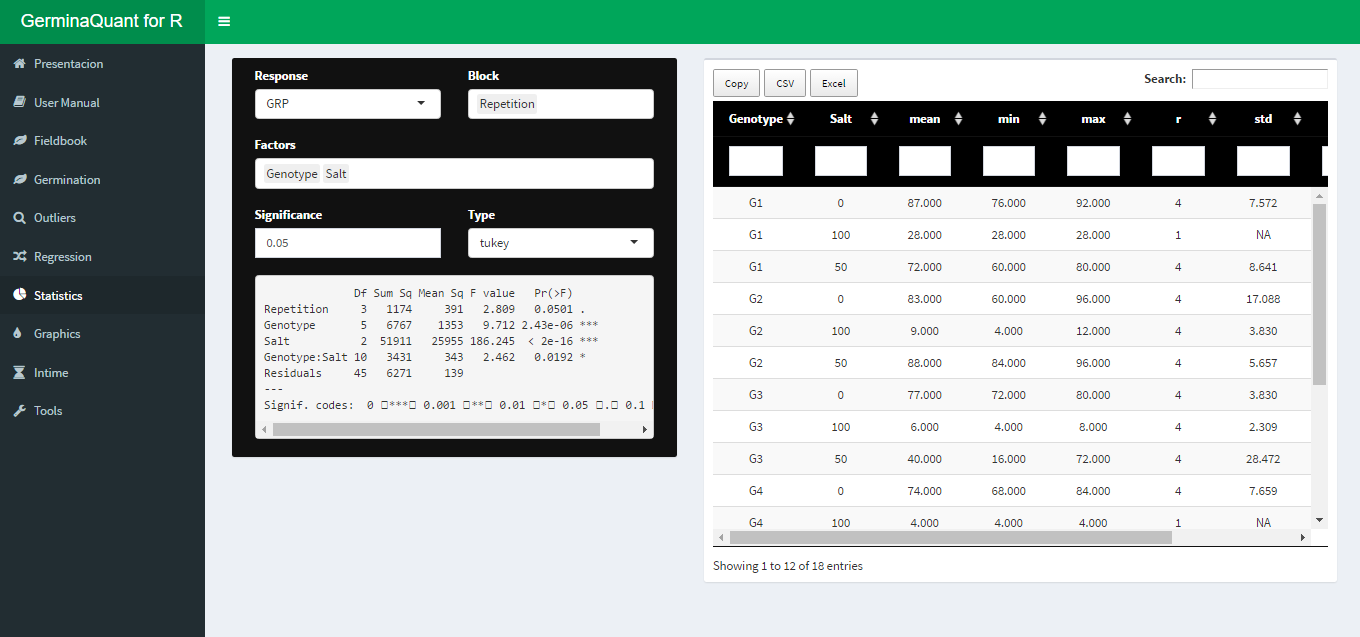 GerminaQuant for R
Presentacion
User Manual
Fieldbook
Germination
Outliers
Regression
Statistics
Graphics
Intime
Tools
Response Block
GRP Repetition
Factors
Genotype Salt
Significance Type
0.05 tukey
Df Sum Sq Mean Sq F value Pr(>F)
Repetition 3 1174 391 2.809 0.0501 .
Genotype 5 6767 1353 9.712 2.43e-06 ***
Salt 2 51911 25955 186.245 < 2e-16 ***
Genotype:Salt 10 3431 343 2.462 0.0192 *
Residuals 45 6271 139
---
Signif. codes: 0 □***□ 0.001 □**□ 0.01 □*□ 0.05 □.□ 0.1
Copy CSV Excel Search:
Genotype Salt mean min max r std
G1 0 87.000 76.000 92.000 4 7.572
G1 100 28.000 28.000 28.000 1 NA
G1 50 72.000 60.000 80.000 4 8.641
G2 0 83.000 60.000 96.000 4 17.088
G2 100 9.000 4.000 12.000 4 3.830
G2 50 88.000 84.000 96.000 4 5.657
G3 0 77.000 72.000 80.000 4 3.830
G3 100 6.000 4.000 8.000 4 2.309
G3 50 40.000 16.000 72.000 4 28.472
G4 0 74.000 68.000 84.000 4 7.659
G4 100 4.000 4.000 4.000 1 NA
Showing 1 to 12 of 18 entries